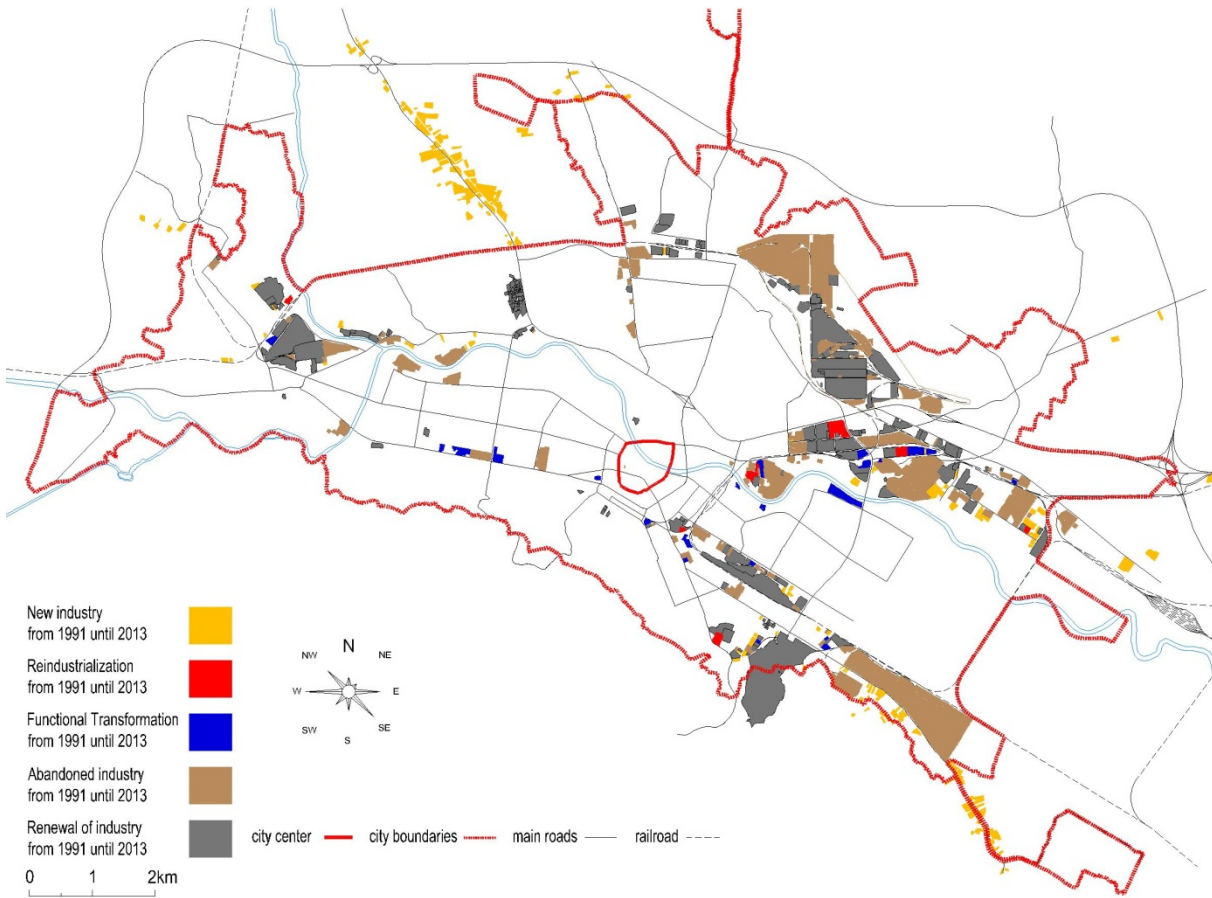 New industry
from 1991 until 2013
Reindustrialization
from 1991 until 2013
Functional Transformation
from 1991 until 2013
Abandoned industry
from 1991 until 2013
Renewal of industry
from 1991 until 2013
0 1 2km
N
NW NE
W E
SW SE
S
city center city boundaries main roads railroad